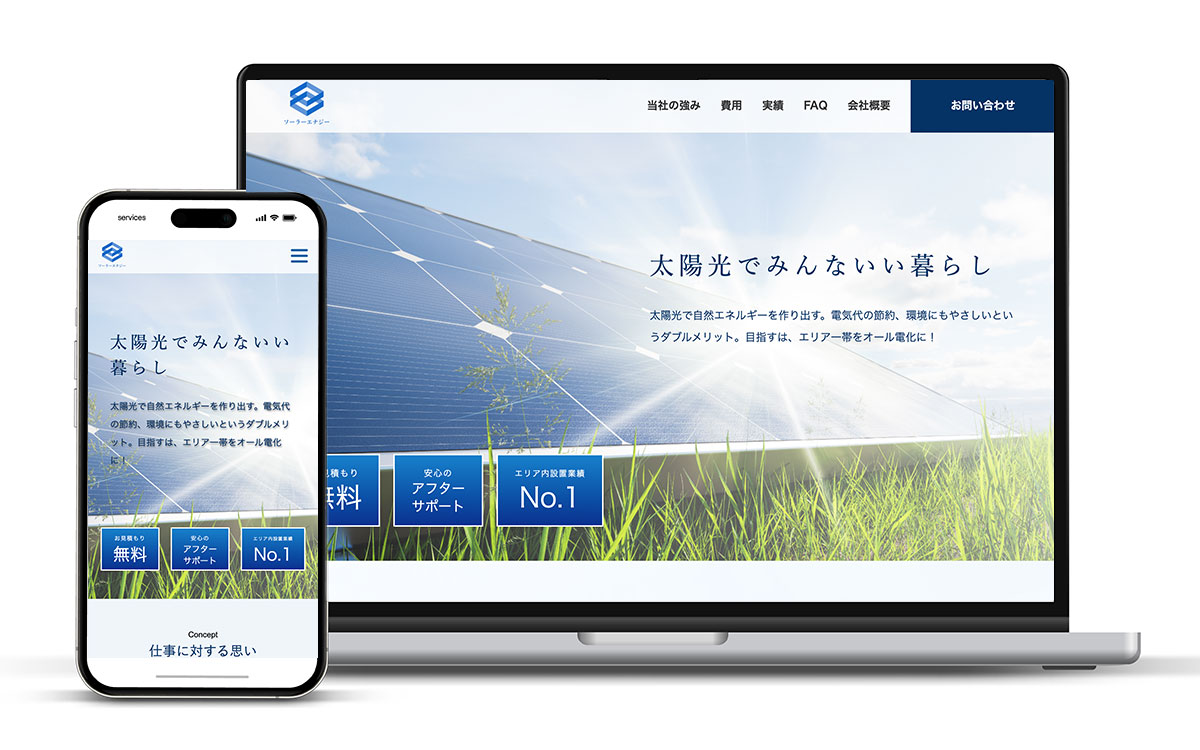 ソーラーエナジー
当社の強み 費用 実績 FAQ 会社概要 お問い合わせ
太陽光でみんないい暮らし
太陽光で自然エネルギーを作り出す。電気代の節約、環境にもやさしいとい
うダブルメリット。目指すは、エリア一帯をオール電化に！
見積もり
無料
安心の
アフター
サポート
エリア内設置業績
No.1
services
ソーラーエナジー
太陽光でみんないい
暮らし
太陽光で自然エネルギーを作り出す。電気代
の節約、環境にもやさしいというダブルメリ
ット。目指すは、エリア一帯をオール電化
に！
お見積もり
無料
安心の
アフター
サポート
エリア内設置業績
No.1
Concept
仕事に対する思い